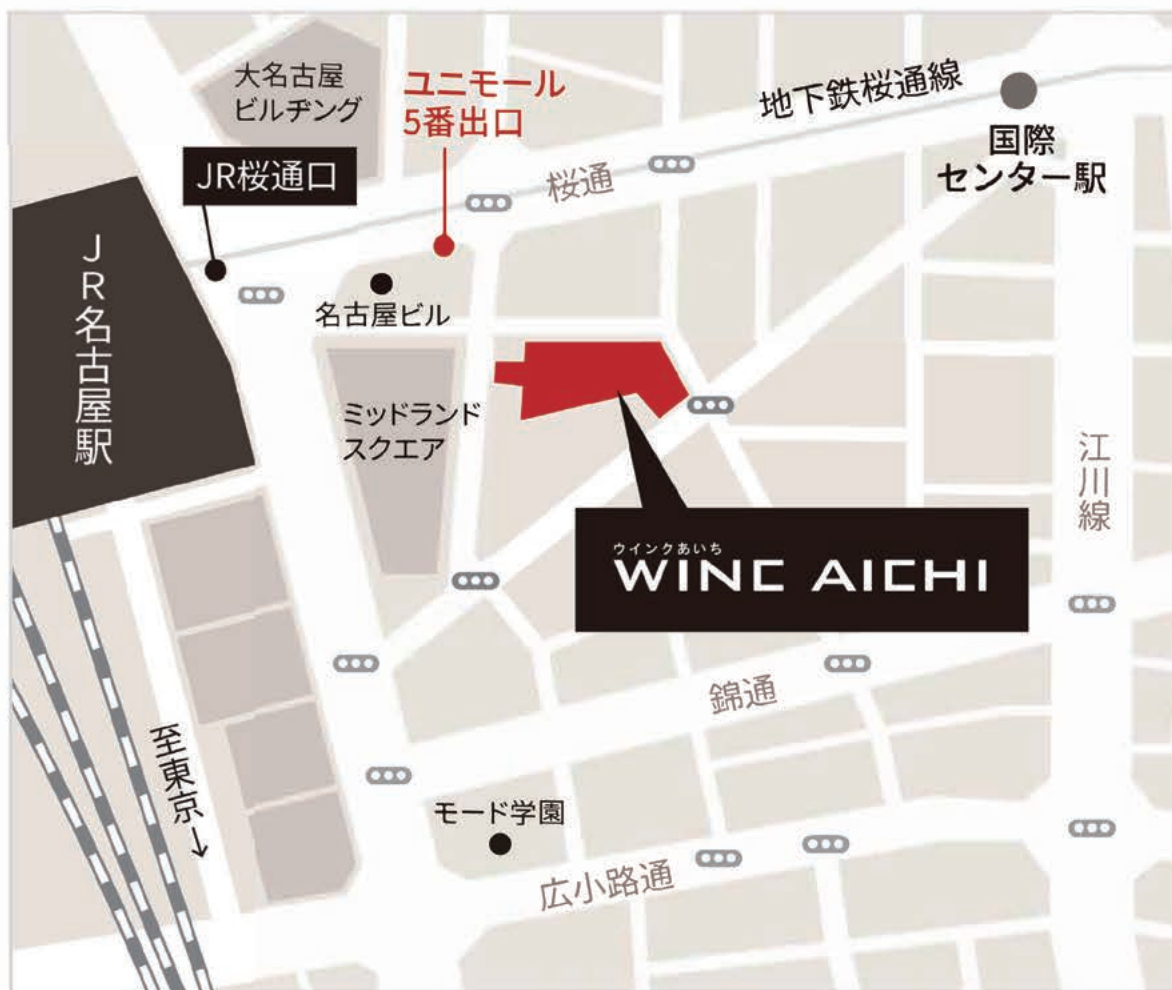 大名古屋
ビルヂング
ユニモール
5番出口
地下鉄桜通線
国際
センター駅
JR桜通口
桜通
JR名古屋駅
名古屋ビル
ミッドランド
スクエア
江川線
ウインクあいち
WINC AICHI
錦通
至東京→
モード学園
広小路通